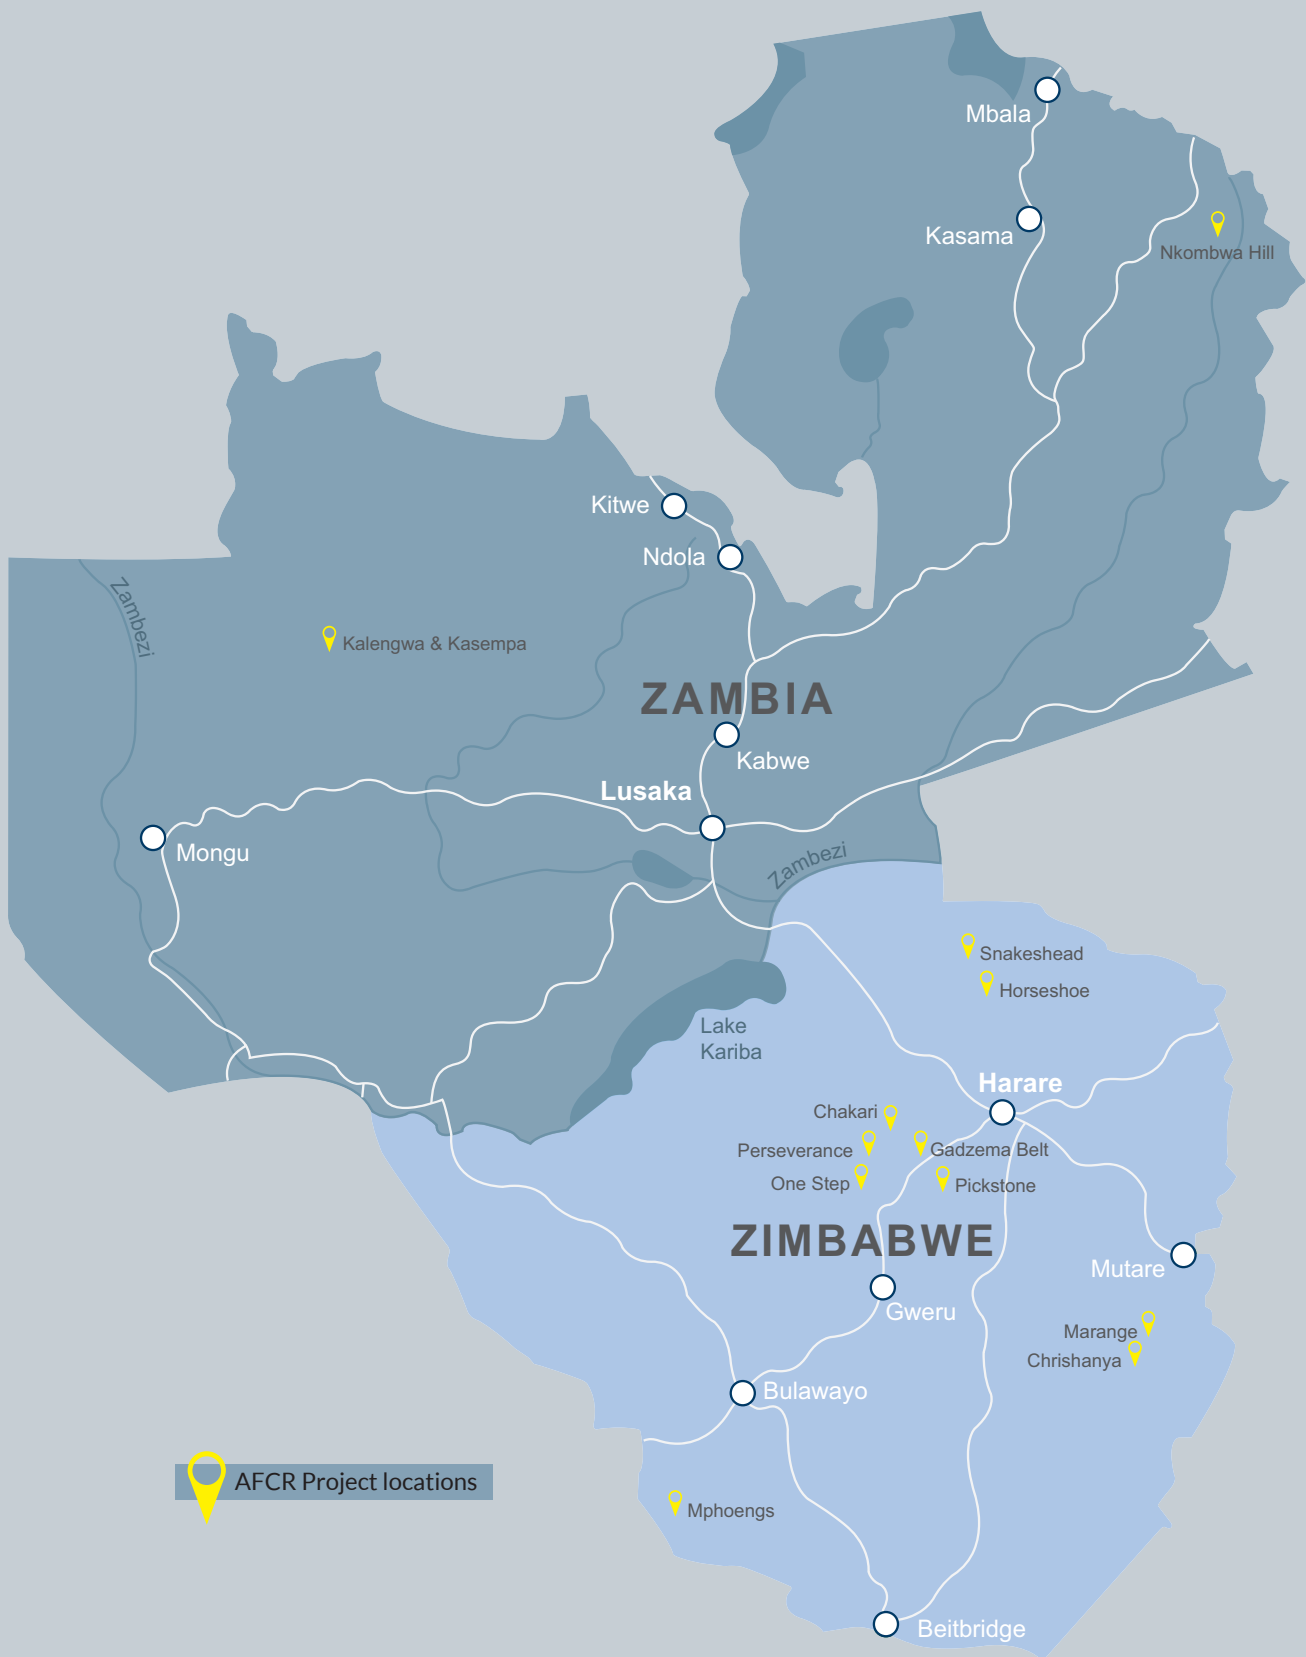 Mbala
Kasama
Nkombwa Hill
Kitwe
Ndola
Zambezi
Kalengwa & Kasempa
ZAMBIA
Kabwe
Lusaka
Mongu
Zambezi
Snakeshead
Horseshoe
Lake
Kariba
Harare
Chakari
Perseverance
Gadzema Belt
One Step
Pickstone
ZIMBABWE
Mutare
Gweru
Marange
Chrishanya
Bulawayo
AFCR Project locations
Mphoengs
Beitbridge